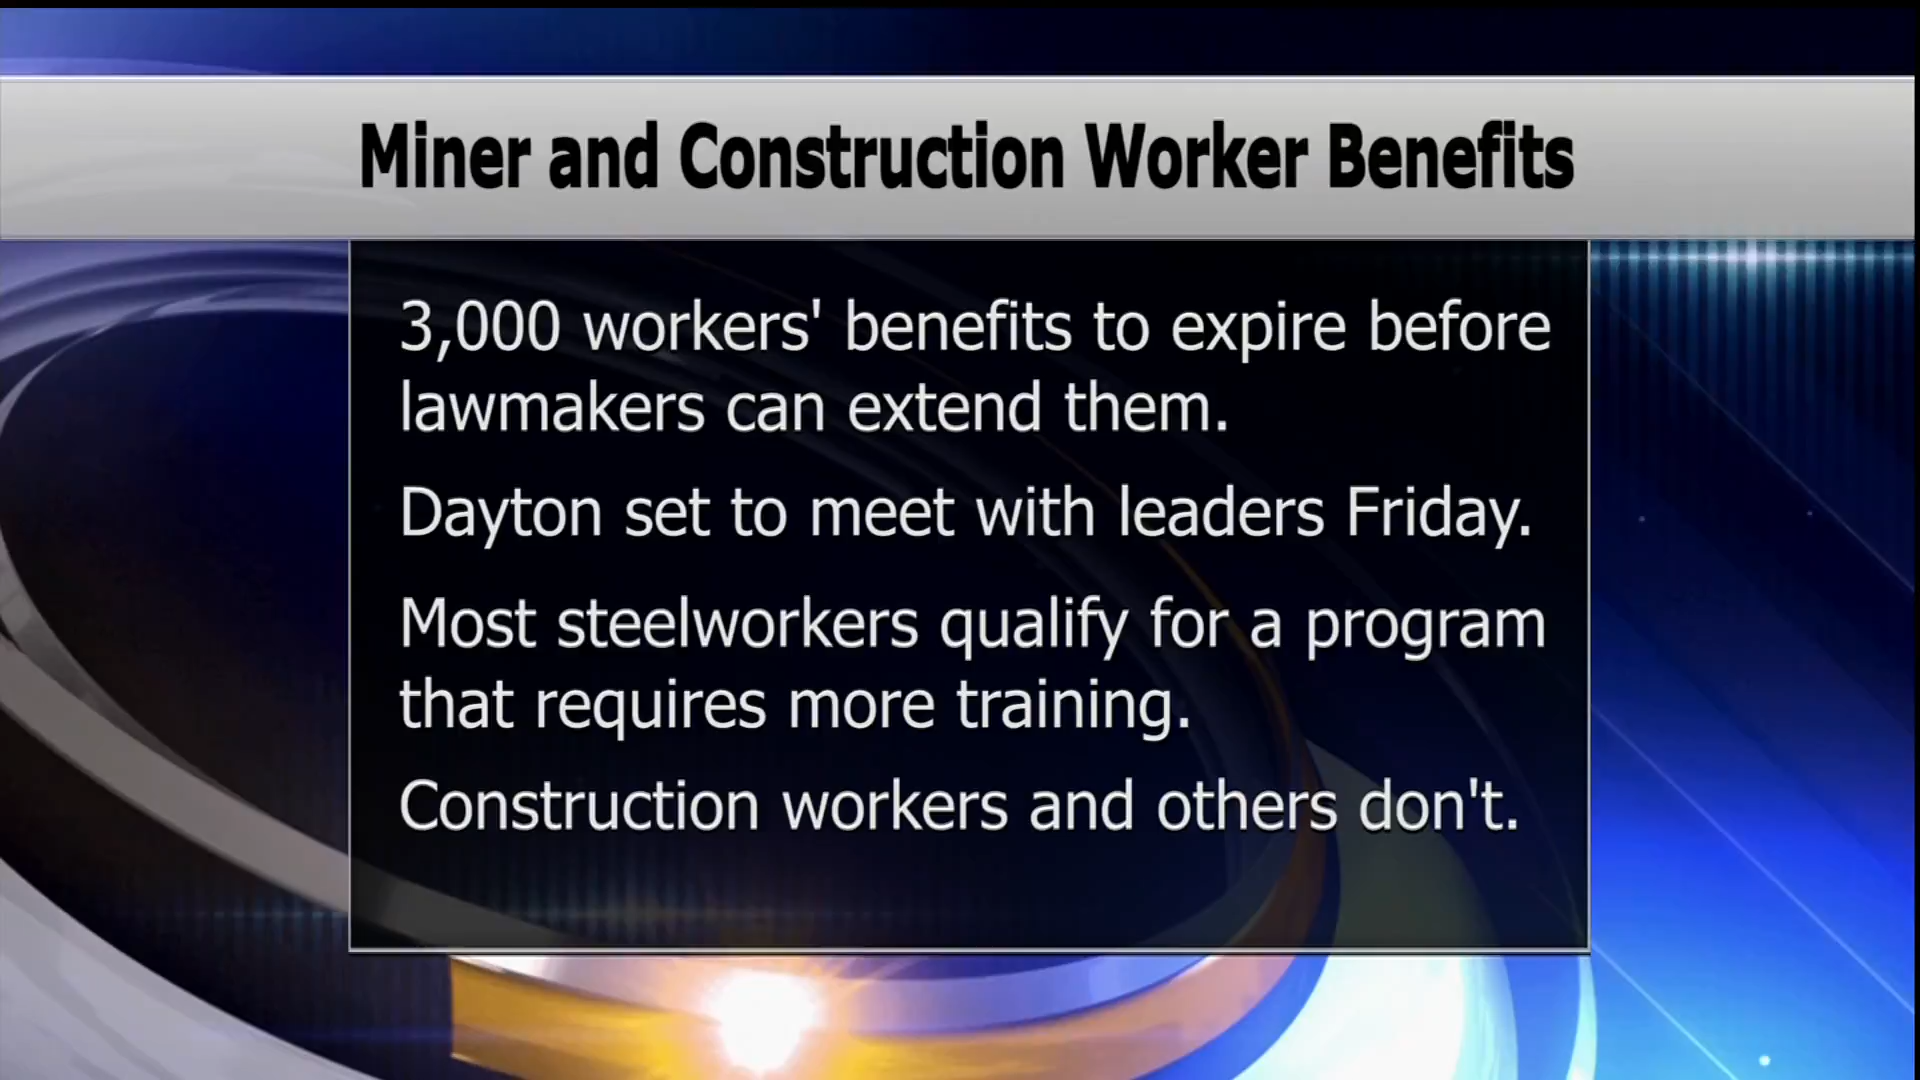 Miner and Construction Worker Benefits
3,000 workers' benefits to expire before
lawmakers can extend them.
Dayton set to meet with leaders Friday.
Most steelworkers qualify for a program
that requires more training.
Construction workers and others don't.